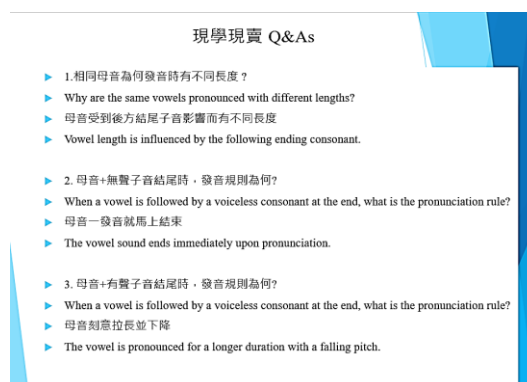 現學現賣 Q&As
1.相同母音為何發音時有不同長度？
Why are the same vowels pronounced with different lengths?
母音受到後方結尾子音影響而有不同長度
Vowel length is influenced by the following ending consonant.
2. 母音+無聲子音結尾時，發音規則為何?
When a vowel is followed by a voiceless consonant at the end, what is the pronunciation rule?
母音一發音就馬上結束
The vowel sound ends immediately upon pronunciation.
3. 母音+有聲子音結尾時，發音規則為何?
When a vowel is followed by a voiceless consonant at the end, what is the pronunciation rule?
母音刻意拉長並下降
The vowel is pronounced for a longer duration with a falling pitch.